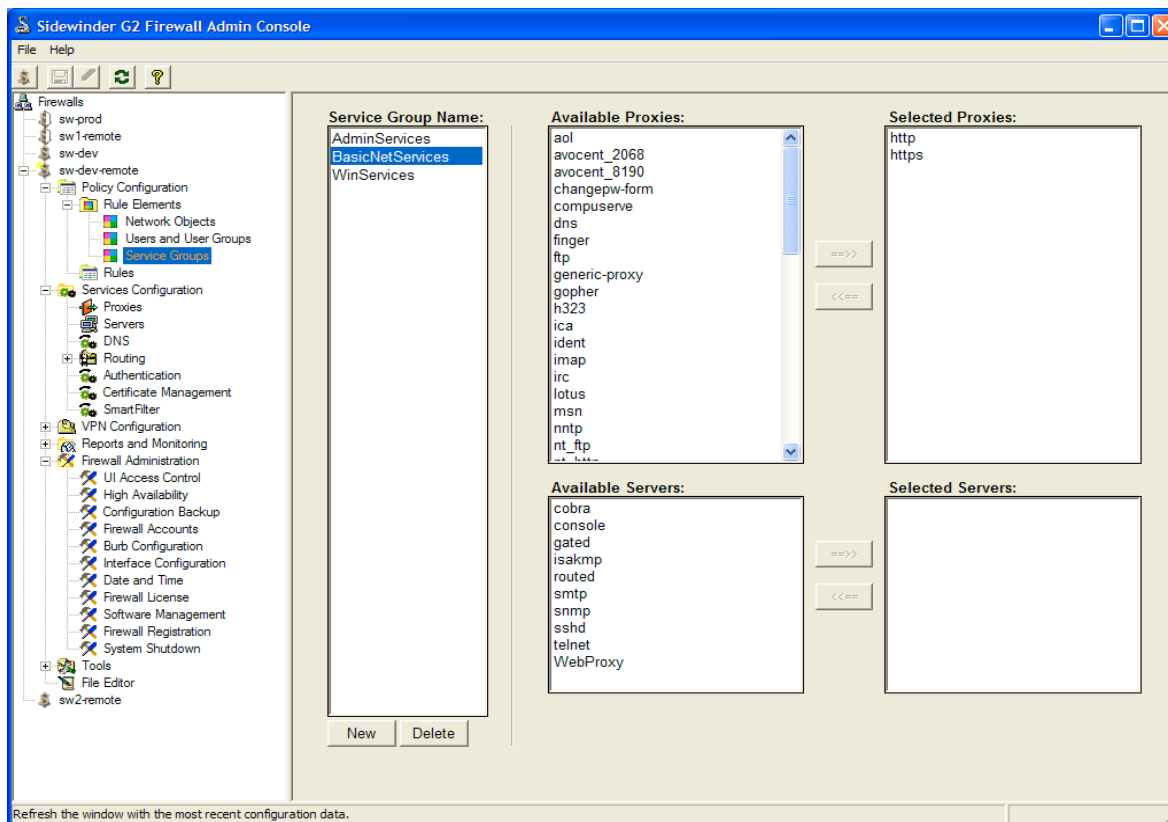 Sidewinder G2 Firewall Admin Console
File Help
Firewalls
sw-prod
sw1-remote
sw-dev
sw-dev-remote
Policy Configuration
Rule Elements
Network Objects
Users and User Groups
Service Groups
Rules
Services Configuration
Proxies
Servers
DNS
Routing
Authentication
Certificate Management
SmartFilter
VPN Configuration
Reports and Monitoring
Firewall Administration
UI Access Control
High Availability
Configuration Backup
Firewall Accounts
Burb Configuration
Interface Configuration
Date and Time
Firewall License
Software Management
Firewall Registration
System Shutdown
Tools
File Editor
sw2-remote
Service Group Name:
AdminServices
BasicNetServices
WinServices
New Delete
Available Proxies:
aol
avocent_2068
avocent_8190
changepw-form
compuserve
dns
finger
ftp
generic-proxy
gopher
h323
ica
ident
imap
irc
lotus
msn
nntp
nt_ftp
nt_http
==>>
<<==
Selected Proxies:
http
https
Available Servers:
cobra
console
gated
isakmp
routed
smtp
snmp
sshd
telnet
WebProxy
==>>
<<==
Selected Servers:
Refresh the window with the most recent configuration data.